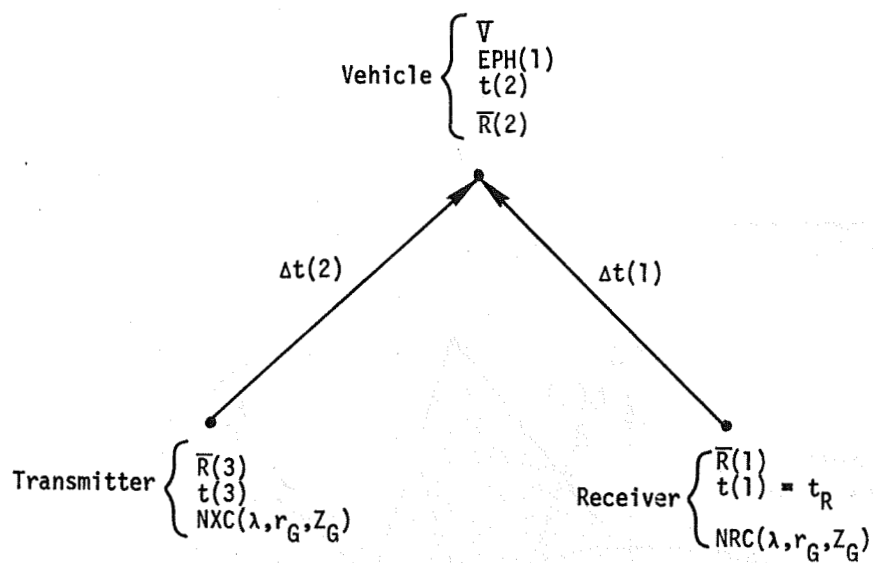 Vehicle
V̅
EPH(1)
t(2)
R̅(2)
Δt(2)
Δt(1)
Transmitter
R̅(3)
t(3)
NXC(λ,r_G,Z_G)
Receiver
R̅(1)
t(1) = t_R
NRC(λ,r_G,Z_G)